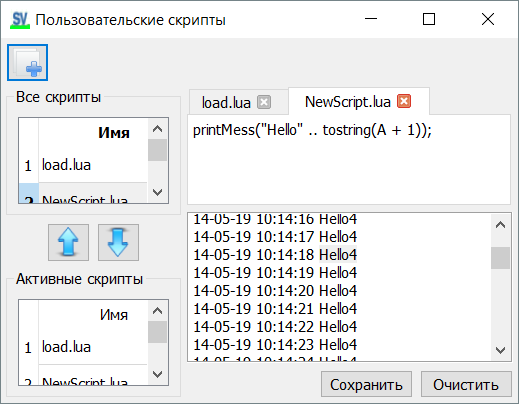 SV Пользовательские скрипты
Все скрипты
Имя
1 load.lua
2 NewScript.lua
Активные скрипты
Имя
1 load.lua
NewScript.lua
load.lua NewScript.lua
printMess("Hello" .. tostring(A + 1));
14-05-19 10:14:16 Hello4
14-05-19 10:14:17 Hello4
14-05-19 10:14:18 Hello4
14-05-19 10:14:19 Hello4
14-05-19 10:14:20 Hello4
14-05-19 10:14:21 Hello4
14-05-19 10:14:22 Hello4
14-05-19 10:14:23 Hello4
14-05-19 10:14:24 Hello4
Сохранить Очистить